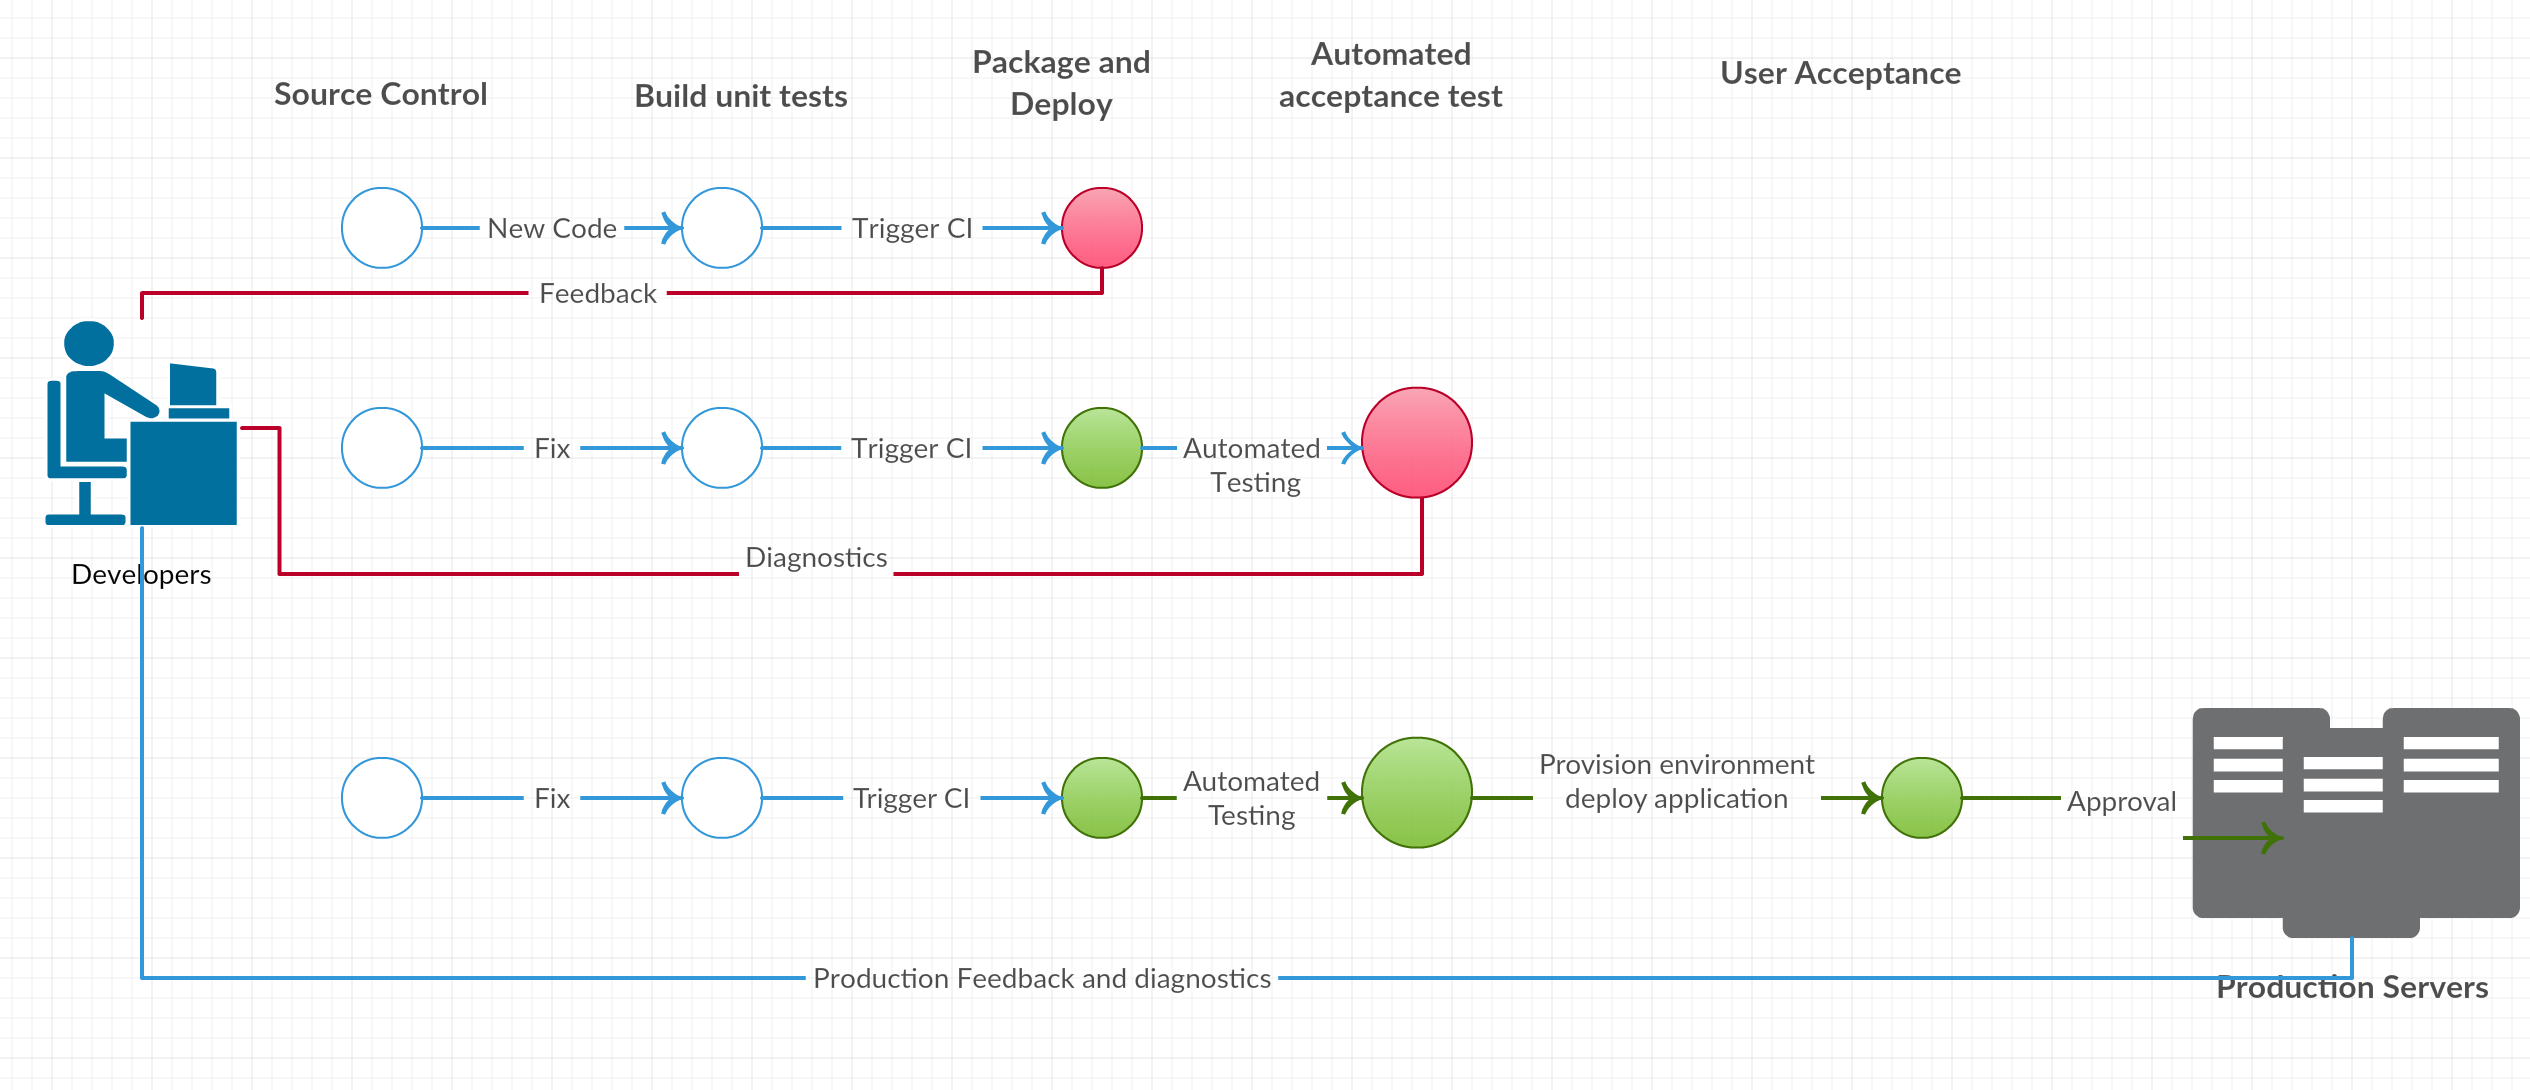 Source Control
Build unit tests
Package and
Deploy
Automated
acceptance test
User Acceptance
New Code
Trigger CI
Feedback
Fix
Trigger CI
Automated
Testing
Diagnostics
Developers
Fix
Trigger CI
Automated
Testing
Provision environment
deploy application
Approval
Production Feedback and diagnostics
Production Servers